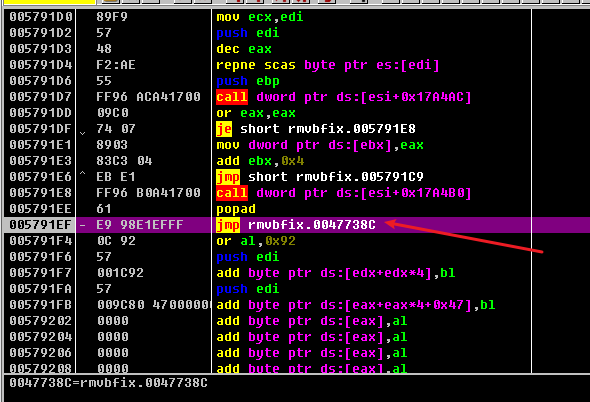 005791D0 89F9 mov ecx,edi
005791D2 57 push edi
005791D3 48 dec eax
005791D4 F2:AE repne scas byte ptr es:[edi]
005791D6 55 push ebp
005791D7 FF96 ACA41700 call dword ptr ds:[esi+0x17A4AC]
005791DD 09C0 or eax,eax
005791DF 74 07 je short rmvbfix.005791E8
005791E1 8903 mov dword ptr ds:[ebx],eax
005791E3 83C3 04 add ebx,0x4
005791E6 ^ EB E1 jmp short rmvbfix.005791C9
005791E8 FF96 B0A41700 call dword ptr ds:[esi+0x17A4B0]
005791EE 61 popad
005791EF - E9 98E1EFFF jmp rmvbfix.0047738C
005791F4 0C 92 or al,0x92
005791F6 57 push edi
005791F7 001C92 add byte ptr ds:[edx+edx*4],bl
005791FA 57 push edi
005791FB 009C80 47000000 add byte ptr ds:[eax+eax*4+0x47],bl
00579202 0000 add byte ptr ds:[eax],al
00579204 0000 add byte ptr ds:[eax],al
00579206 0000 add byte ptr ds:[eax],al
00579208 0000 add byte ptr ds:[eax],al
0047738C=rmvbfix.0047738C